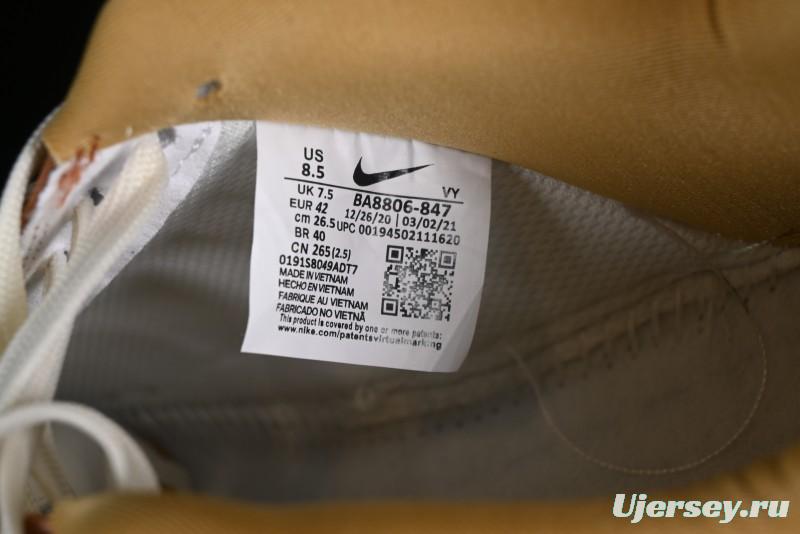 US
8.5
VY
UK 7.5 BA8806-847
EUR 42 12/26/20 | 03/02/21
cm 26.5 UPC 00194502111620
BR 40
CN 265(2.5)
0191S8049ADT7
MADE IN VIETNAM
HECHO EN VIETNAM
FABRIQUE AU VIETNAM
FABRICADO NO VIETNÃ
This product is covered by one or more patents:
www.nike.com/patentsvirtualmarking
Ujersey.ru